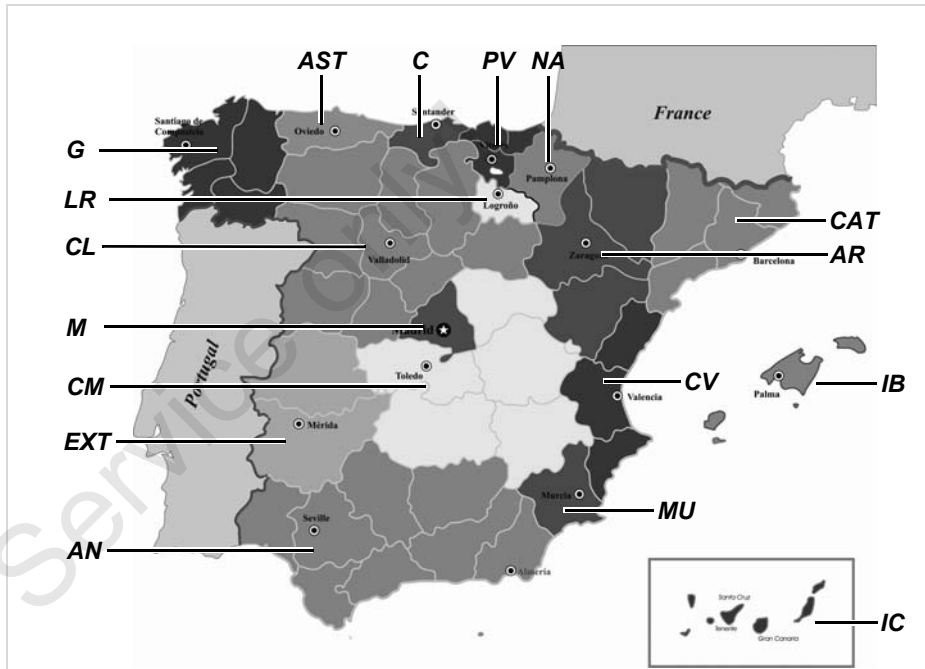 AST
C
PV
NA
Santander
France
Santiago de
Compostela
Oviedo
G
Pamplona
LR
Logroño
CAT
CL
Valladolid
Zarago
AR
Barcelona
M
Madrid
Portugal
CM
Toledo
CV
Valencia
Palma
IB
EXT
Mérida
Murcia
MU
Seville
AN
Almería
Santa Cruz
Tenerife
Gran Canaria
IC
Service only